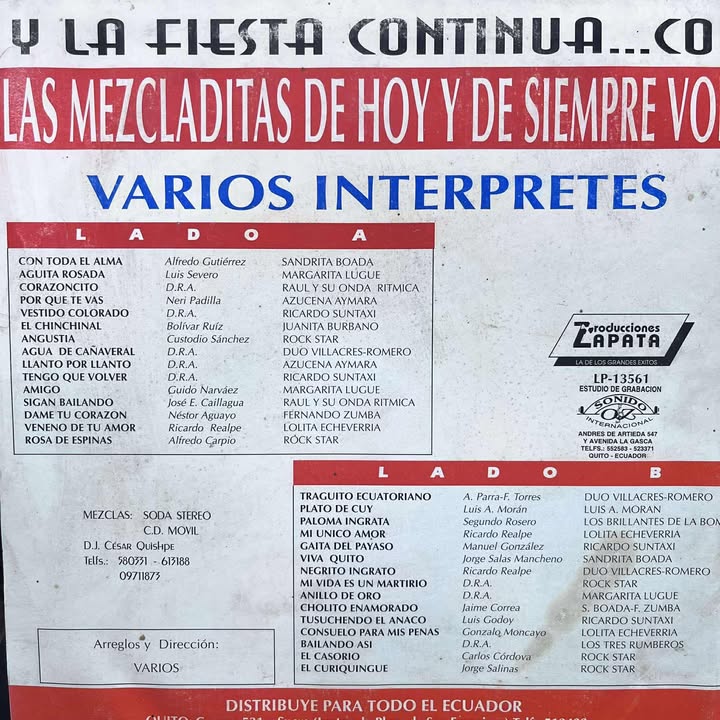 Y LA FIESTA CONTINUA...CO
LAS MEZCLADITAS DE HOY Y DE SIEMPRE VO
VARIOS INTERPRETES
LADO A
CON TODA EL ALMA Alfredo Gutiérrez SANDRITA BOADA
AGUITA ROSADA Luis Severo MARGARITA LUGUE
CORAZONCITO D.R.A. RAUL Y SU ONDA RITMICA
POR QUE TE VAS Neri Padilla AZUCENA AYMARA
VESTIDO COLORADO D.R.A. RICARDO SUNTAXI
EL CHINCHINAL Bolívar Ruíz JUANITA BURBANO
ANGUSTIA Custodio Sánchez ROCK STAR
AGUA DE CAÑAVERAL D.R.A. DUO VILLACRES-ROMERO
LLANTO POR LLANTO D.R.A. AZUCENA AYMARA
TENGO QUE VOLVER D.R.A. RICARDO SUNTAXI
AMIGO Guido Narváez MARGARITA LUGUE
SIGAN BAILANDO José E. Caillagua RAUL Y SU ONDA RITMICA
DAME TU CORAZON Néstor Aguayo FERNANDO ZUMBA
VENENO DE TU AMOR Ricardo Realpe LOLITA ECHEVERRIA
ROSA DE ESPINAS Alfredo Carpio ROCK STAR
Producciones
ZAPATA
LA DE LOS GRANDES EXITOS
LP-13561
ESTUDIO DE GRABACION
SONIDO
INTERNACIONAL
ANDRES DE ARTIEDA 547
Y AVENIDA LA GASCA
TELFS.: 552583 - 523371
QUITO - ECUADOR
LADO B
TRAGUITO ECUATORIANO A. Parra-F. Torres DUO VILLACRES-ROMERO
PLATO DE CUY Luis A. Morán LUIS A. MORAN
PALOMA INGRATA Segundo Rosero LOS BRILLANTES DE LA BOM
MI UNICO AMOR Ricardo Realpe LOLITA ECHEVERRIA
GAITA DEL PAYASO Manuel González RICARDO SUNTAXI
VIVA QUITO Jorge Salas Mancheno SANDRITA BOADA
NEGRITO INGRATO Ricardo Realpe DUO VILLACRES-ROMERO
MI VIDA ES UN MARTIRIO D.R.A. ROCK STAR
ANILLO DE ORO D.R.A. MARGARITA LUGUE
CHOLITO ENAMORADO Jaime Correa S. BOADA-F. ZUMBA
TUSUCHENDO EL ANACO Luis Godoy RICARDO SUNTAXI
CONSUELO PARA MIS PENAS Gonzalo Moncayo LOLITA ECHEVERRIA
BAILANDO ASI D.R.A. LOS TRES RUMBEROS
EL CASORIO Carlos Córdova ROCK STAR
EL CURIQUINGUE Jorge Salinas ROCK STAR
MEZCLAS: SODA STEREO
C.D. MOVIL
D.J. César Quishpe
Telfs.: 580331 - 613188
09711873
Arreglos y Dirección:
VARIOS
DISTRIBUYE PARA TODO EL ECUADOR